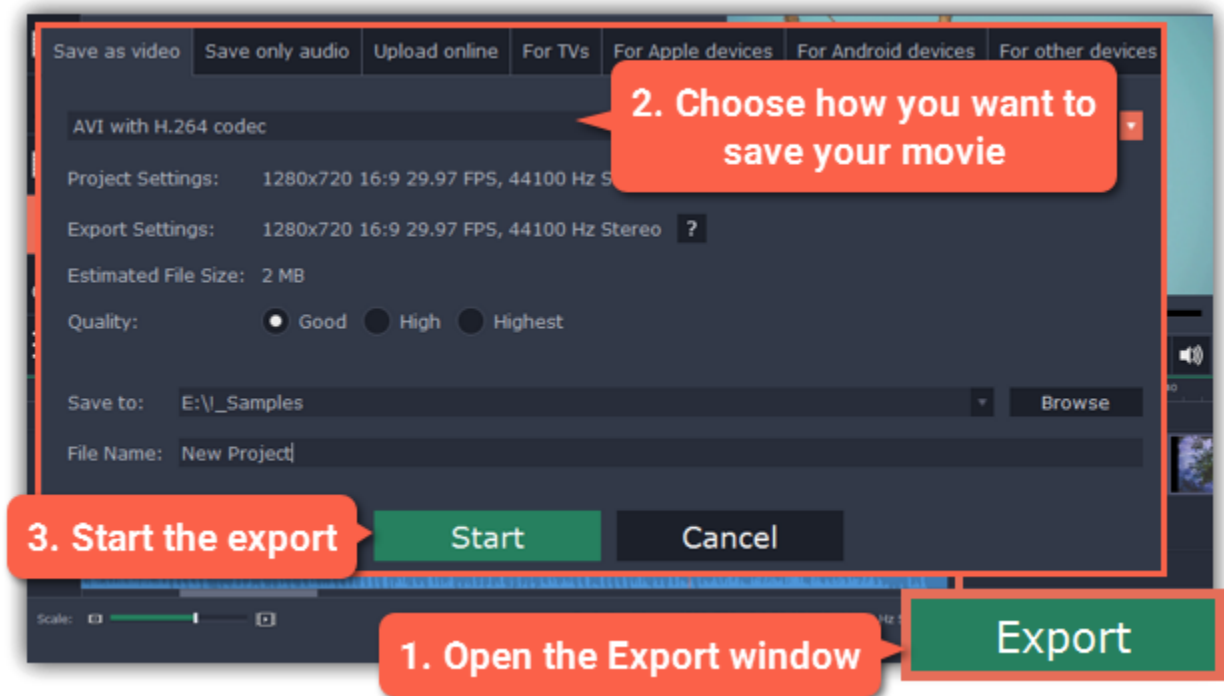 Save as video Save only audio Upload online For TVs For Apple devices For Android devices For other devices
2. Choose how you want to
save your movie
AVI with H.264 codec
Project Settings: 1280x720 16:9 29.97 FPS, 44100 Hz
Export Settings: 1280x720 16:9 29.97 FPS, 44100 Hz Stereo ?
Estimated File Size: 2 MB
Quality: Good High Highest
Save to: E:\!_Samples Browse
File Name: New Project
3. Start the export
Start Cancel
Scale:
1. Open the Export window
Export